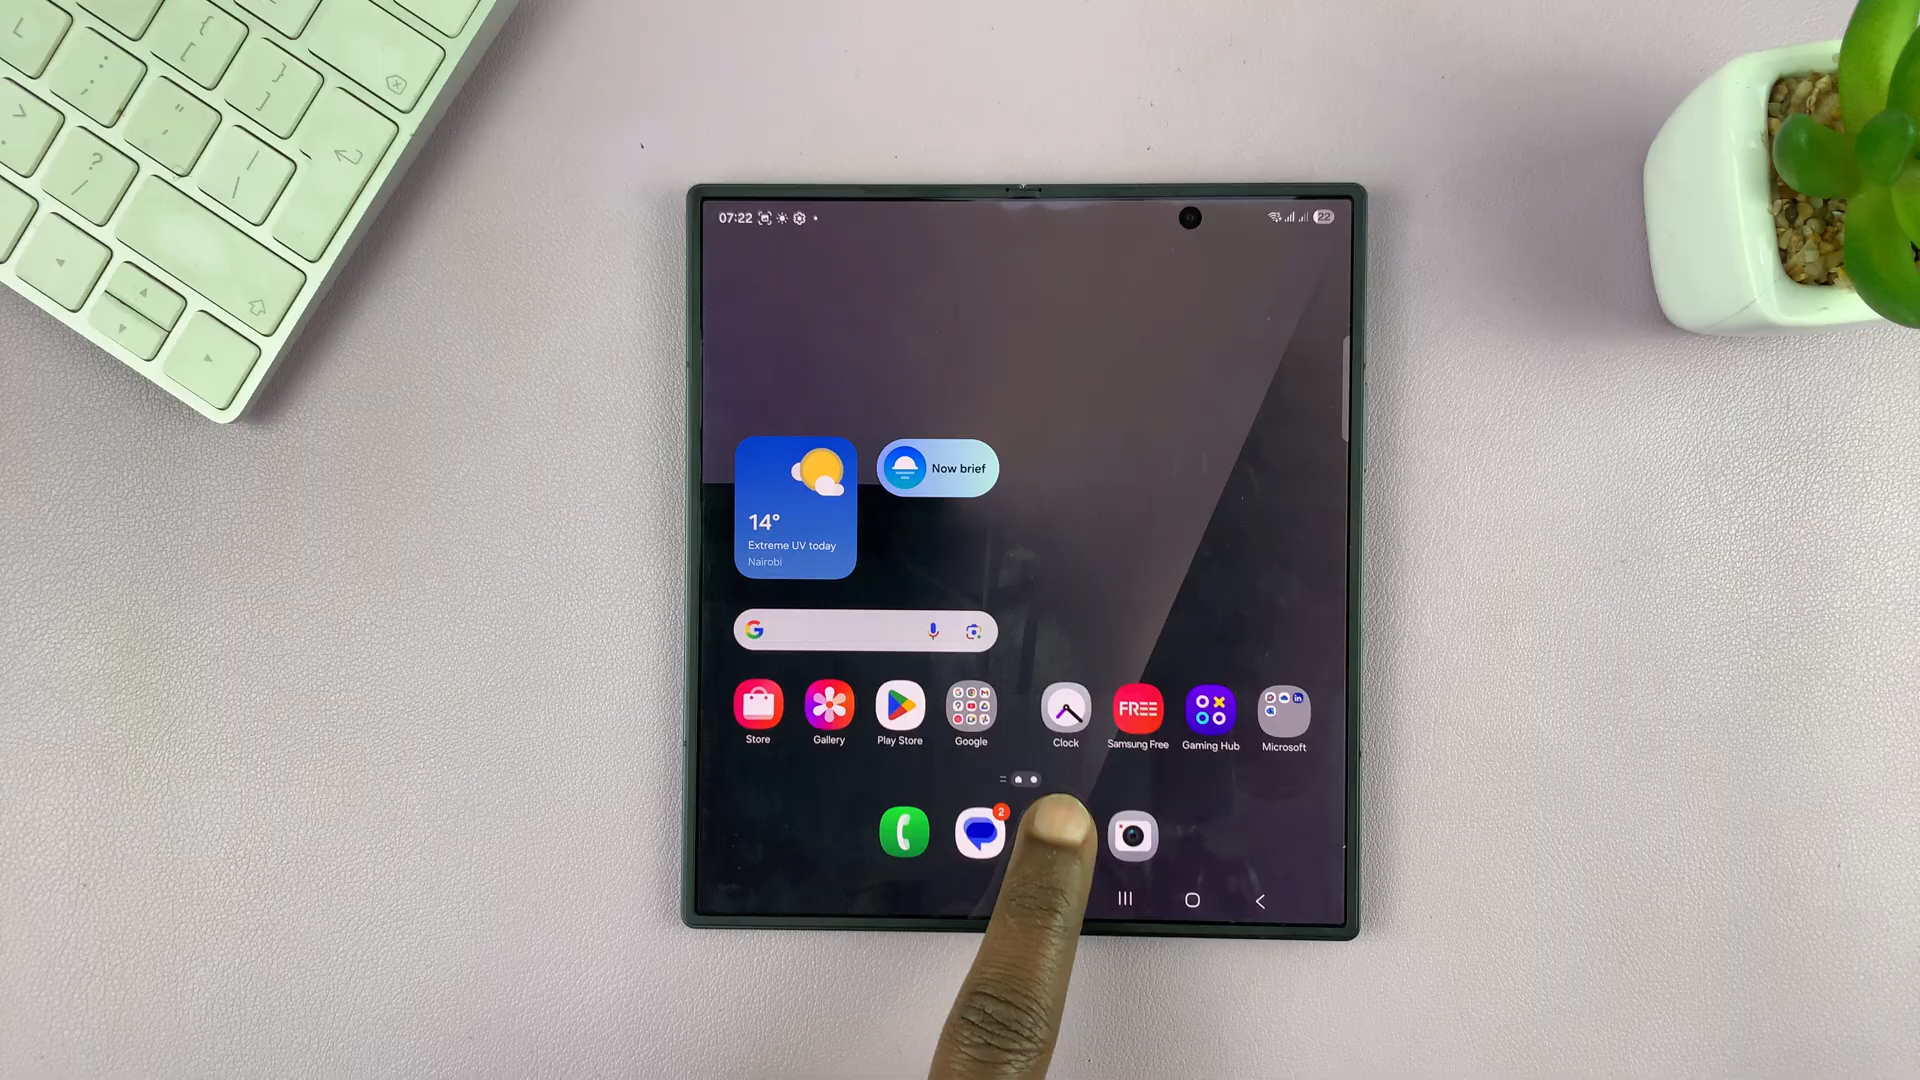 L
{
[
}
]
:
;
"
'
>
.
?
/
|
\
07:22
22
Now brief
14°
Extreme UV today
Nairobi
G
FREE
Store
Gallery
Play Store
Google
Clock
Samsung Free
Gaming Hub
Microsoft
2